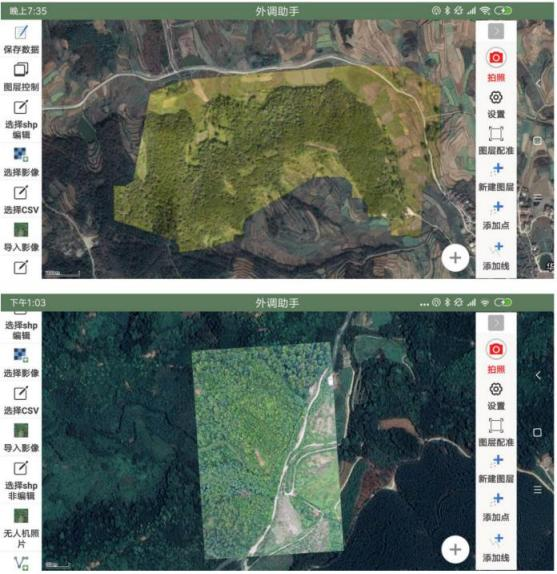 晚上7:35
外调助手
保存数据
图层控制
选择shp
编辑
选择影像
选择CSV
导入影像
拍照
设置
图层配准
新建图层
添加点
添加线
下午1:03
外调助手
选择shp
编辑
选择影像
选择CSV
导入影像
选择shp
非编辑
无人机照
片
拍照
设置
图层配准
新建图层
添加点
添加线